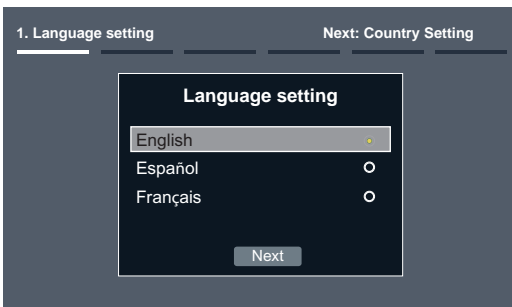 1. Language setting
Next: Country Setting
Language setting
English
Español
Français
Next